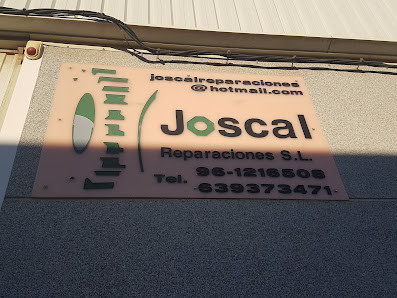 joscalreparaciones
@hotmail.com
Joscal
Reparaciones S.L.
Tel. 96-1216509
639373471